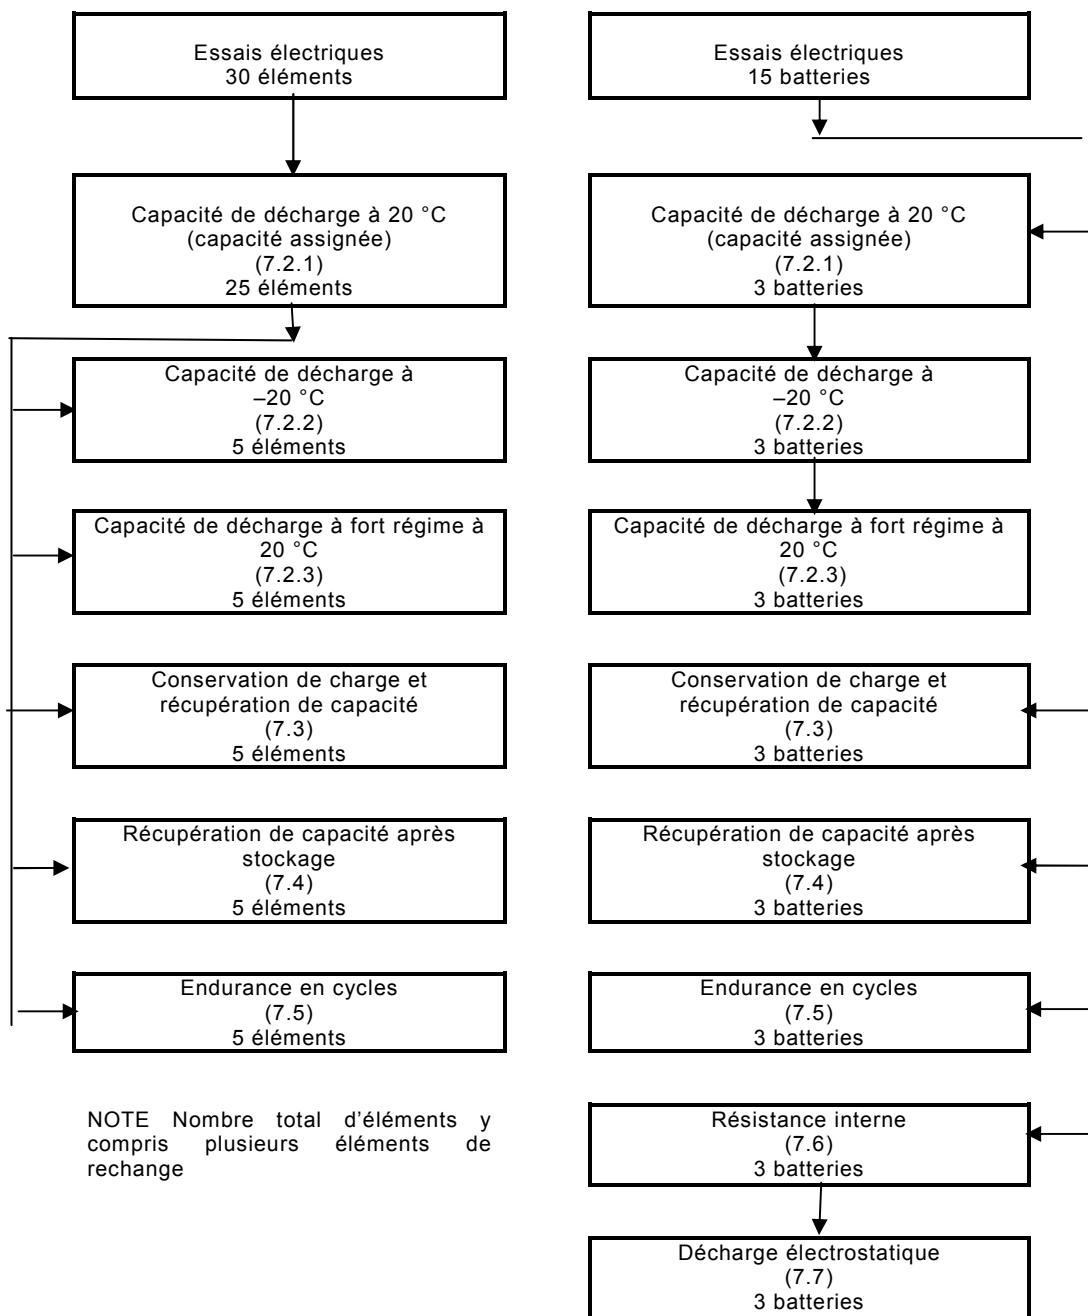 Essais électriques
30 éléments
Capacité de décharge à 20 °C
(capacité assignée)
(7.2.1)
25 éléments
Capacité de décharge à
–20 °C
(7.2.2)
5 éléments
Capacité de décharge à fort régime à
20 °C
(7.2.3)
5 éléments
Conservation de charge et
récupération de capacité
(7.3)
5 éléments
Récupération de capacité après
stockage
(7.4)
5 éléments
Endurance en cycles
(7.5)
5 éléments
NOTE Nombre total d'éléments y
compris plusieurs éléments de
rechange
Essais électriques
15 batteries
Capacité de décharge à 20 °C
(capacité assignée)
(7.2.1)
3 batteries
Capacité de décharge à
–20 °C
(7.2.2)
3 batteries
Capacité de décharge à fort régime à
20 °C
(7.2.3)
3 batteries
Conservation de charge et
récupération de capacité
(7.3)
3 batteries
Récupération de capacité après
stockage
(7.4)
3 batteries
Endurance en cycles
(7.5)
3 batteries
Résistance interne
(7.6)
3 batteries
Décharge électrostatique
(7.7)
3 batteries